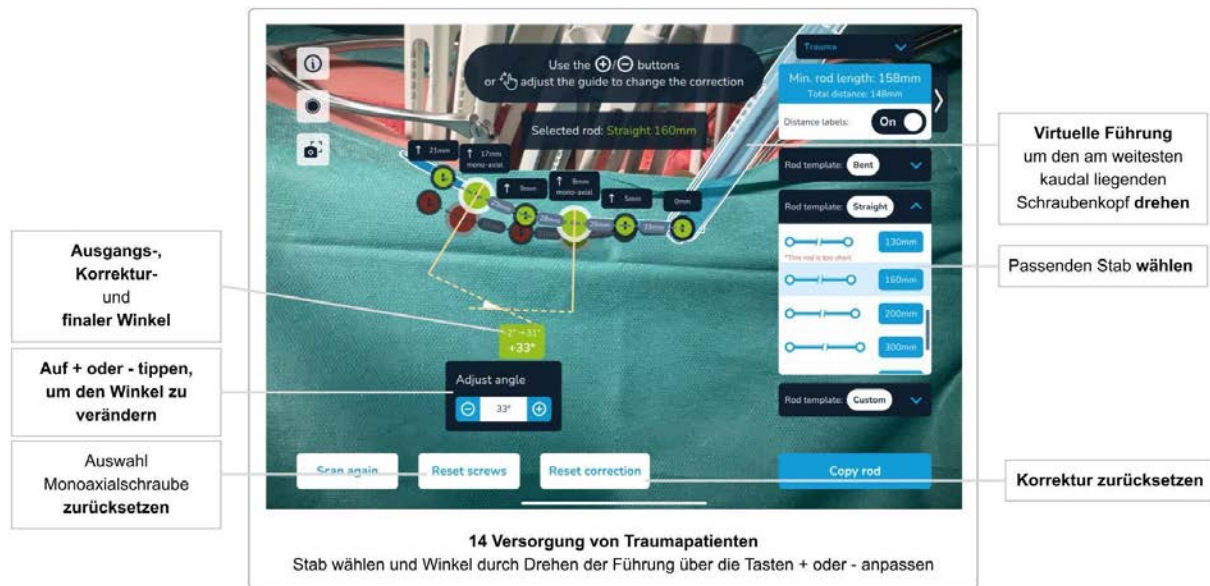 Trauma
Use the ⊕/⊖ buttons
or adjust the guide to change the correction
Min. rod length: 158mm
Total distance: 148mm
Selected rod: Straight 160mm
Distance labels: On
↑ 21mm
↑ 17mm
mono-axial
↑ 9mm
↑ 8mm
mono-axial
↑ 5mm
0mm
Rod template: Bent
Rod template: Straight
130mm
*This rod is too short
160mm
200mm
300mm
Rod template: Custom
+33°
Adjust angle
33°
Scan again
Reset screws
Reset correction
Copy rod
Ausgangs-,
Korrektur-
und
finaler Winkel
Auf + oder - tippen,
um den Winkel zu
verändern
Auswahl
Monoaxialschraube
zurücksetzen
Virtuelle Führung
um den am weitesten
kaudal liegenden
Schraubenkopf drehen
Passenden Stab wählen
Korrektur zurücksetzen
14 Versorgung von Traumapatienten
Stab wählen und Winkel durch Drehen der Führung über die Tasten + oder - anpassen